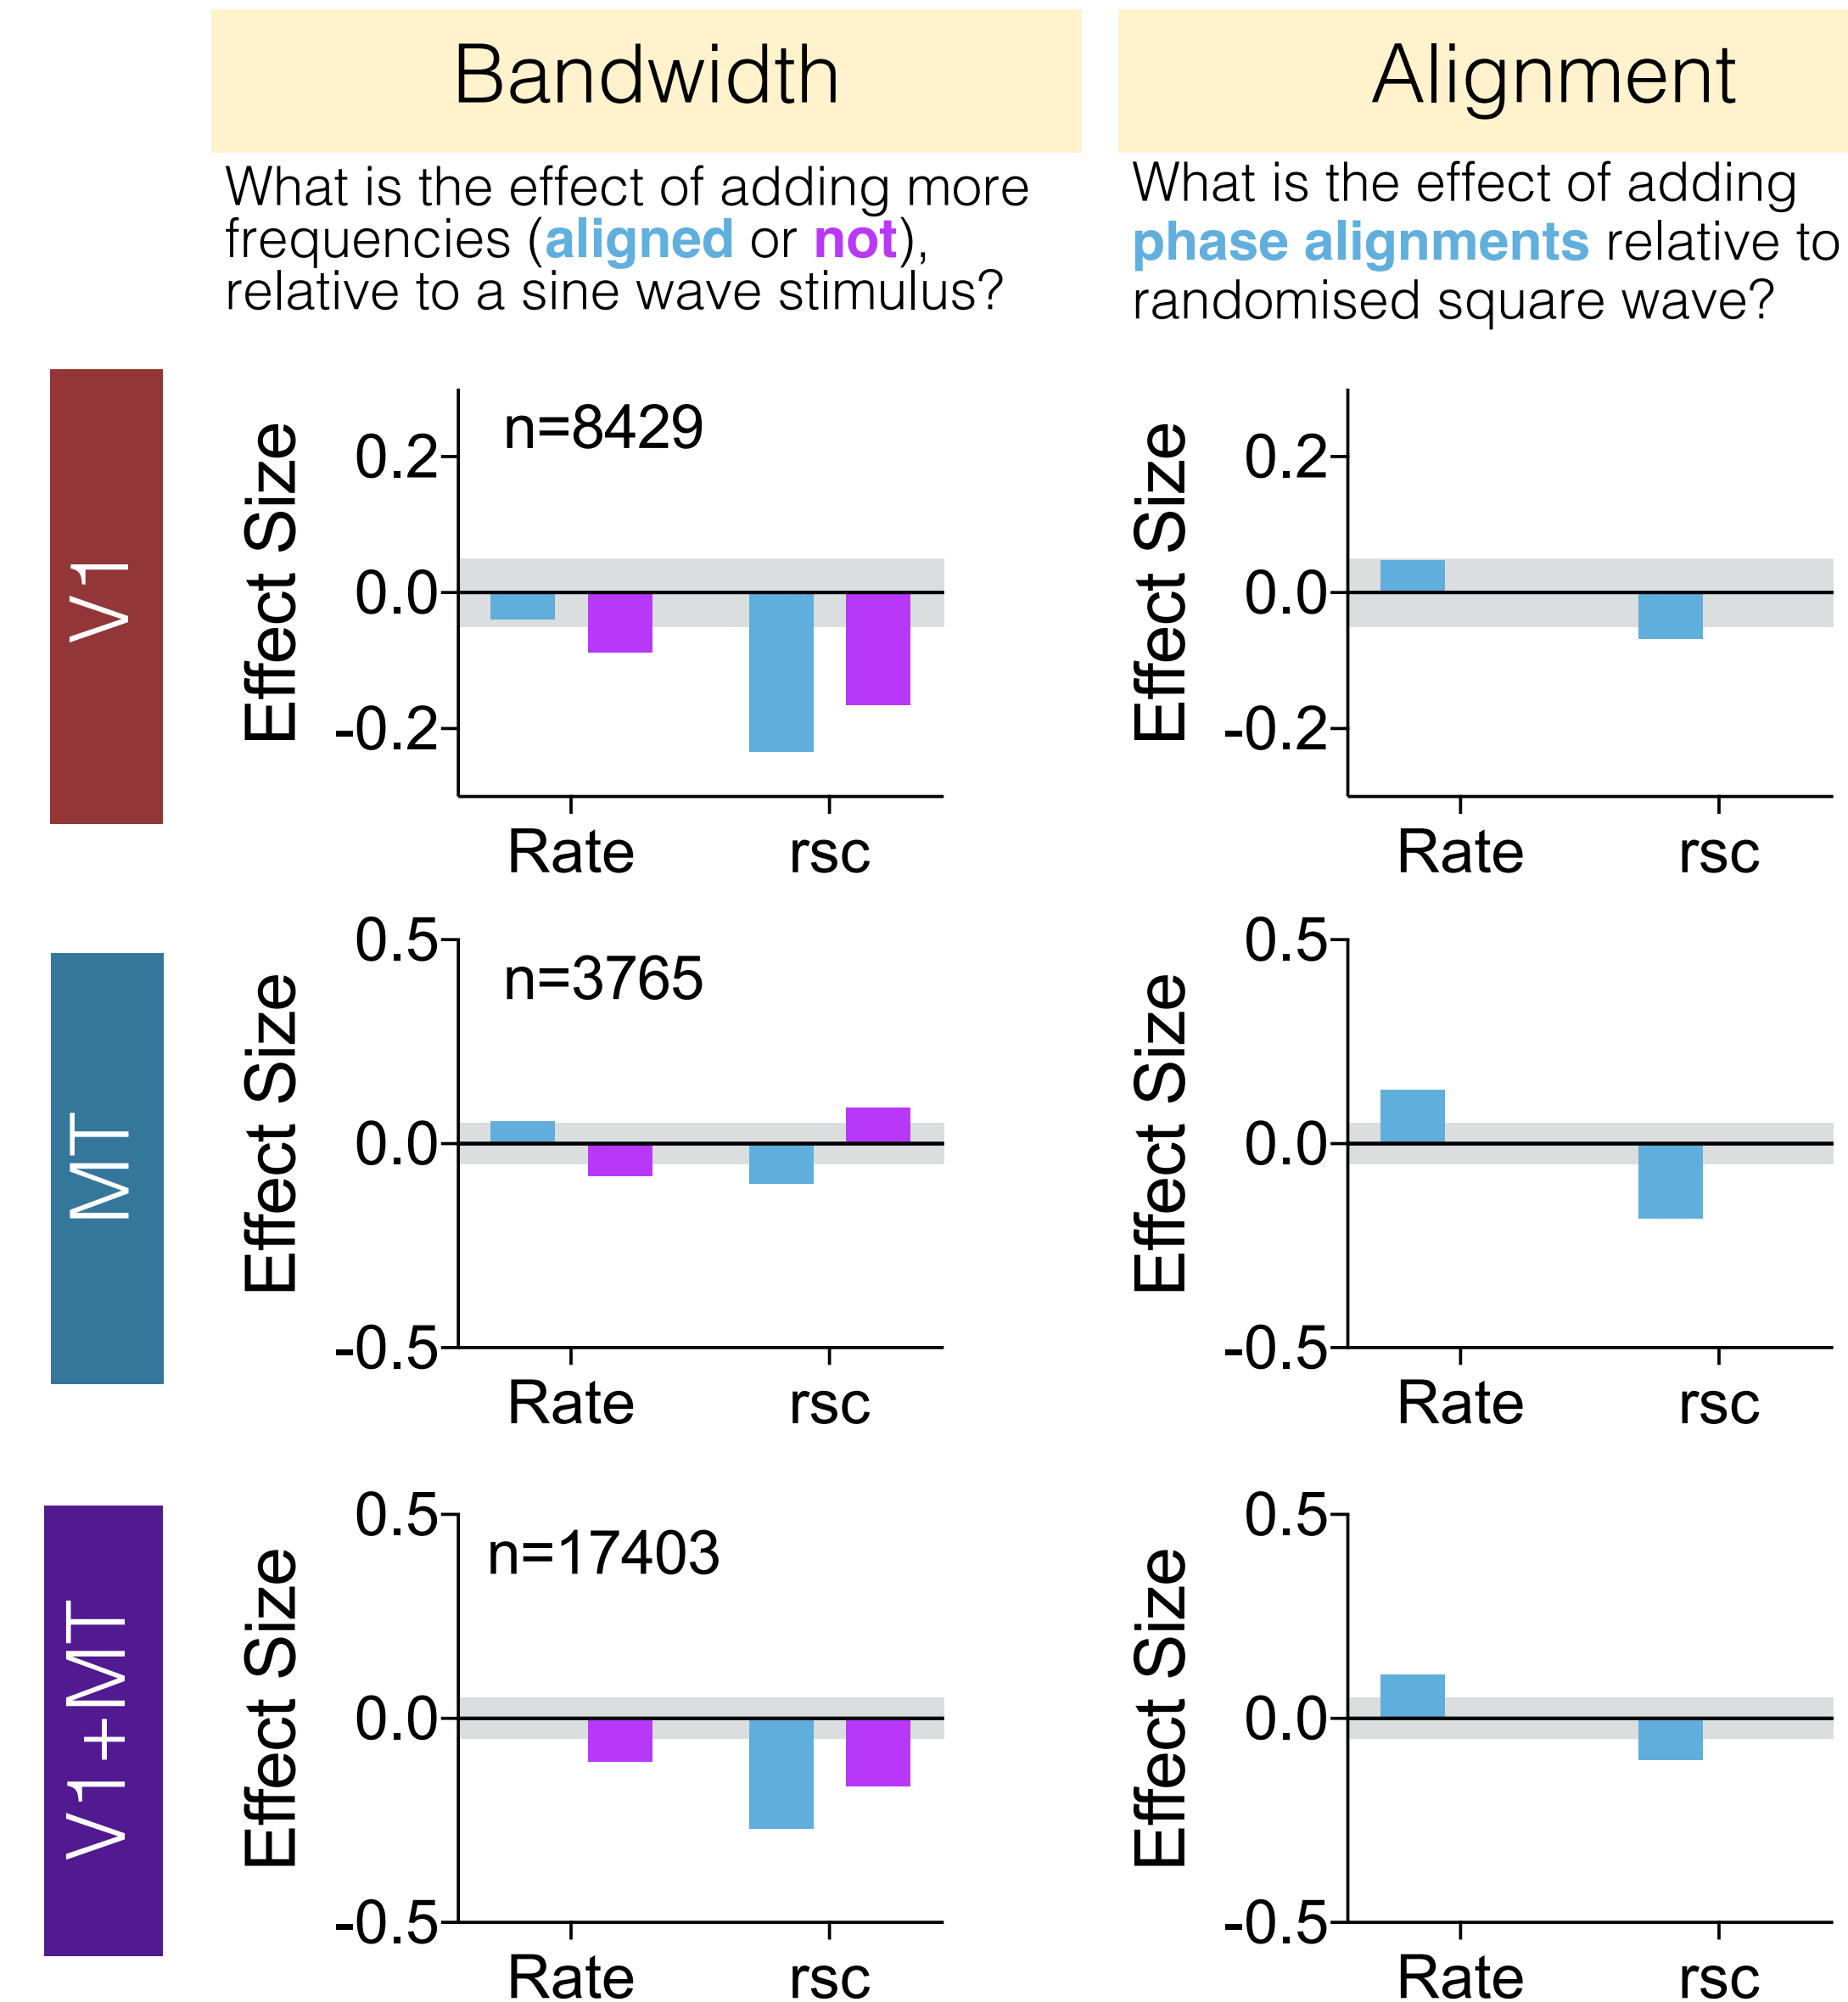 Bandwidth
What is the effect of adding more
frequencies (aligned or not),
relative to a sine wave stimulus?
Alignment
What is the effect of adding
phase alignments relative to
randomised square wave?
V1
Effect Size
0.2
0.0
-0.2
n=8429
Rate rsc
Effect Size
0.2
0.0
-0.2
Rate rsc
MT
Effect Size
0.5
0.0
-0.5
n=3765
Rate rsc
Effect Size
0.5
0.0
-0.5
Rate rsc
V1+MT
Effect Size
0.5
0.0
-0.5
n=17403
Rate rsc
Effect Size
0.5
0.0
-0.5
Rate rsc